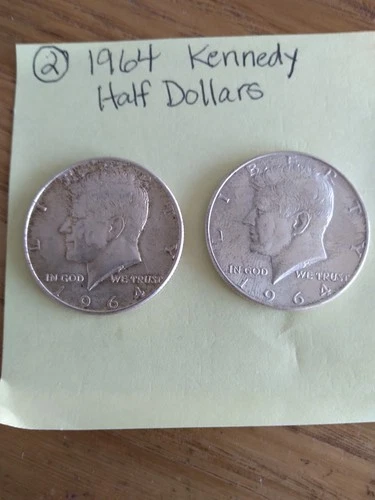 ② 1964 Kennedy
Half Dollars
LIBERTY
IN GOD WE TRUST
1964
LIBERTY
IN GOD WE TRUST
1964